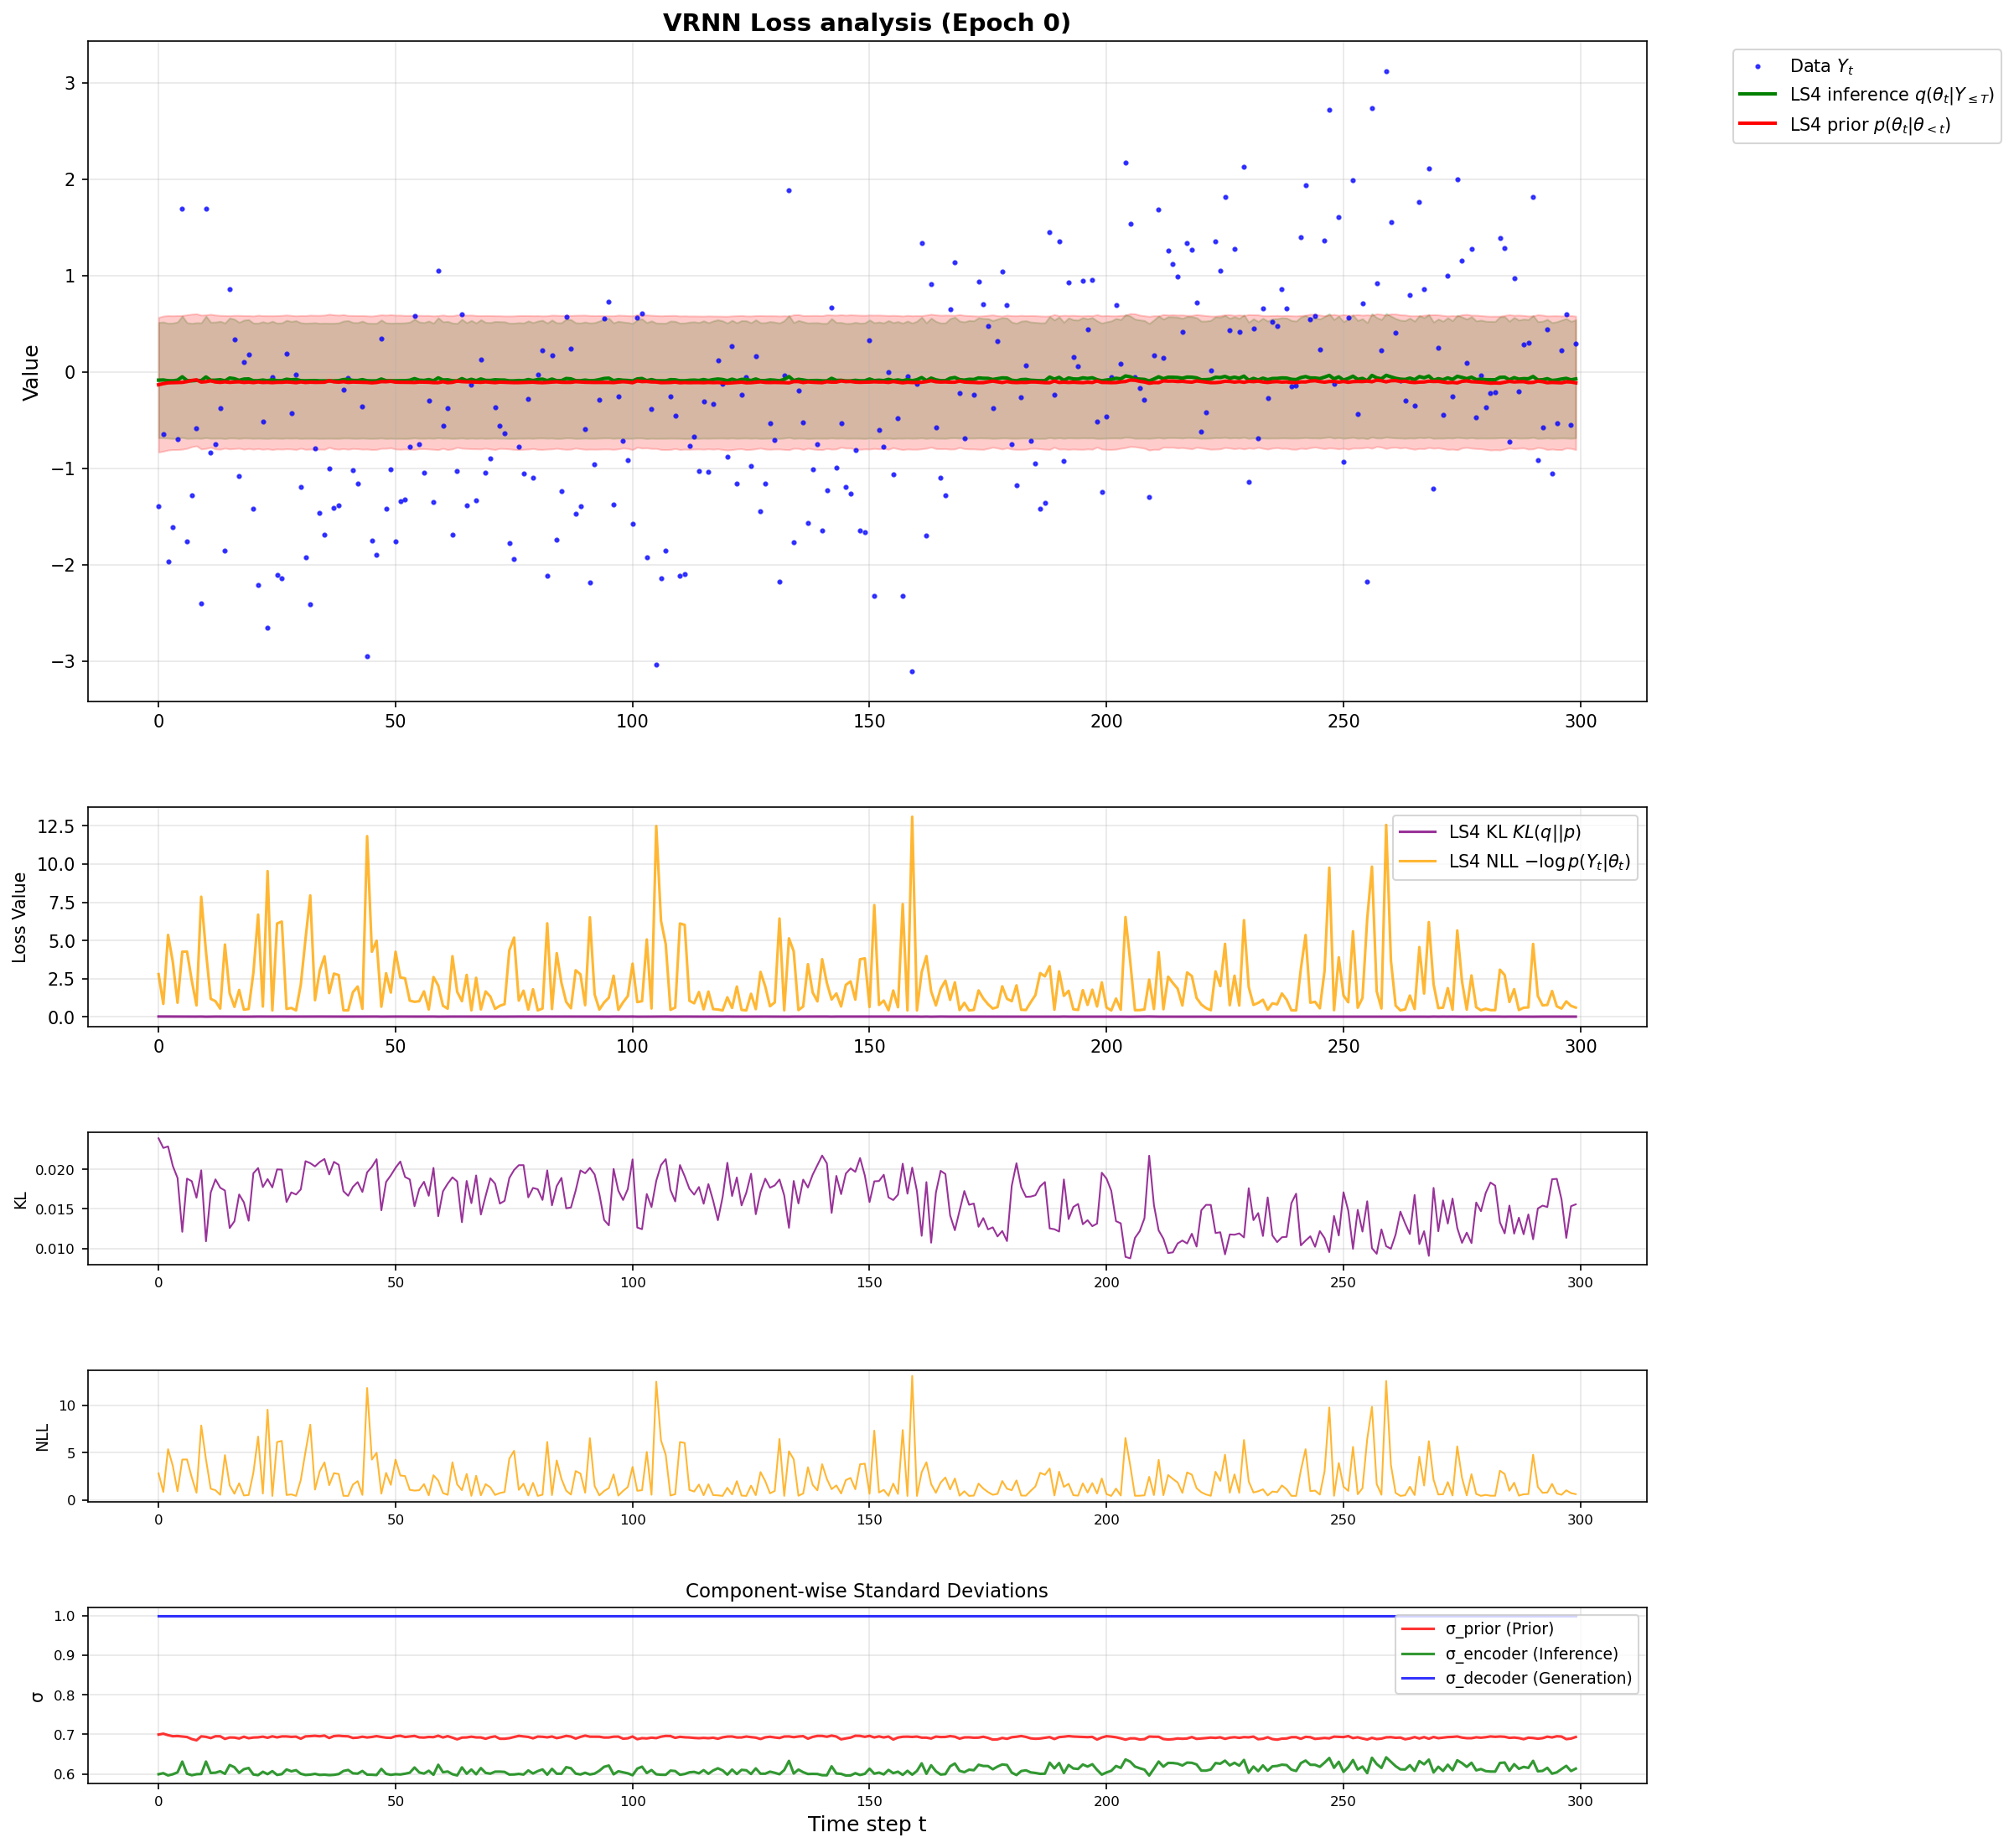 VRNN Loss analysis (Epoch 0)
Data Y_t
LS4 inference q(θ_t|Y_{≤T})
LS4 prior p(θ_t|θ_{<t})
Value
3
2
1
0
−1
−2
−3
0 50 100 150 200 250 300
LS4 KL KL(q||p)
LS4 NLL −log p(Y_t|θ_t)
Loss Value
12.5
10.0
7.5
5.0
2.5
0.0
0 50 100 150 200 250 300
KL
0.020
0.015
0.010
0 50 100 150 200 250 300
NLL
10
5
0
0 50 100 150 200 250 300
Component-wise Standard Deviations
σ_prior (Prior)
σ_encoder (Inference)
σ_decoder (Generation)
σ
1.0
0.9
0.8
0.7
0.6
0 50 100 150 200 250 300
Time step t